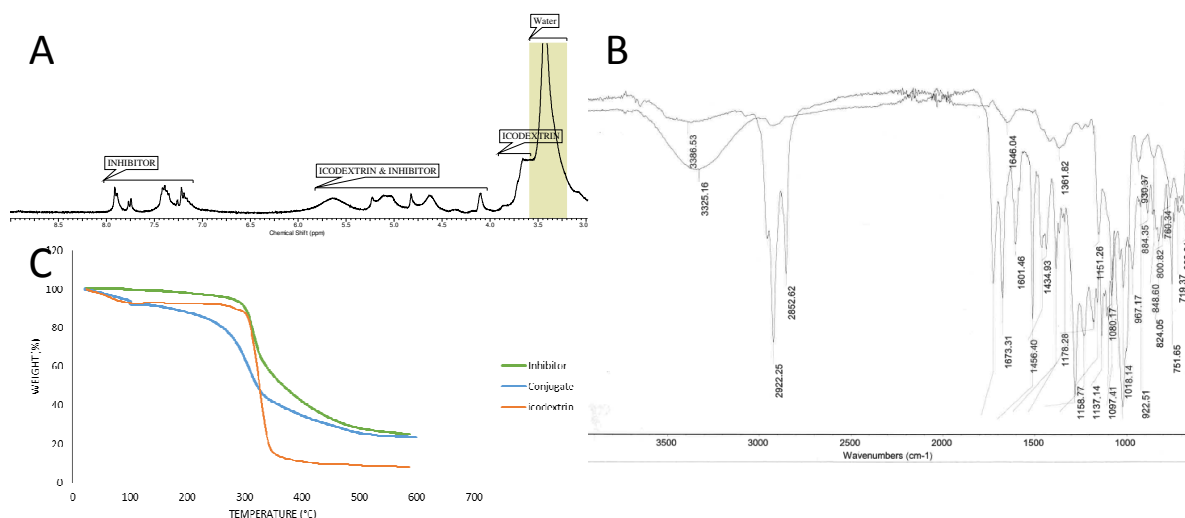 A
Water
ICODEXTRIN
INHIBITOR
ICODEXTRIN & INHIBITOR
8.5 8.0 7.5 7.0 6.5 6.0 5.5 5.0 4.5 4.0 3.5 3.0
Chemical Shift (ppm)
B
3386.53
3325.16
2922.25
2852.62
1673.31
1646.04
1601.46
1456.40
1434.93
1361.82
1178.28
1158.77
1151.26
1137.14
1097.41
1080.17
1018.14
967.17
930.37
922.51
884.35
848.60
824.05
800.82
760.34
751.65
719.37
3500 3000 2500 2000 1500 1000
Wavenumbers (cm-1)
C
120
100
80
60
40
20
0
WEIGHT (%)
0 100 200 300 400 500 600 700
TEMPERATURE (°C)
Inhibitor
Conjugate
icodextrin